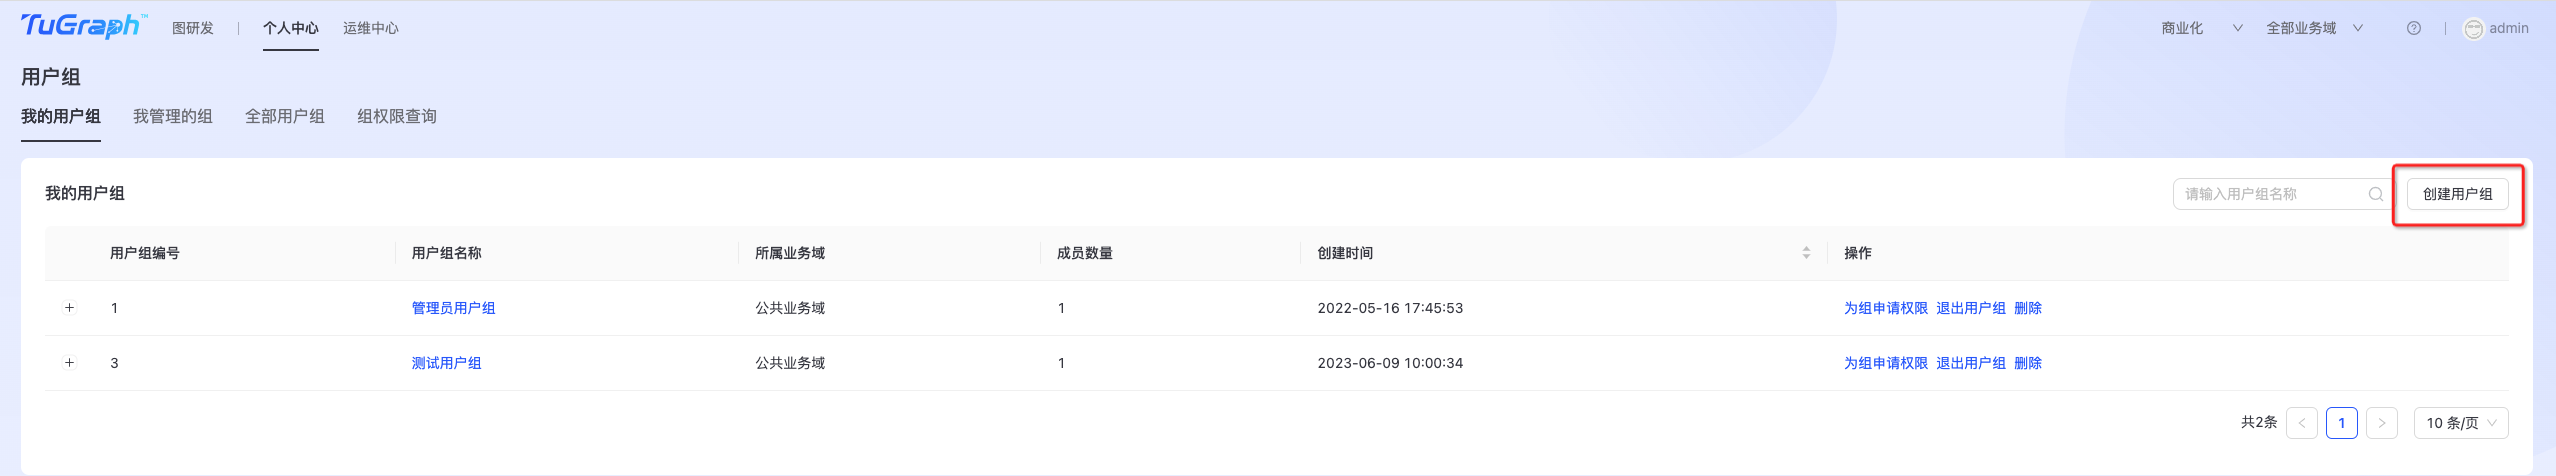 TuGraph™ 图研发 个人中心 运维中心 商业化 全部业务域 admin
用户组
我的用户组 我管理的组 全部用户组 组权限查询
我的用户组 请输入用户组名称 创建用户组
用户组编号 用户组名称 所属业务域 成员数量 创建时间 操作
1 管理员用户组 公共业务域 1 2022-05-16 17:45:53 为组申请权限 退出用户组 删除
3 测试用户组 公共业务域 1 2023-06-09 10:00:34 为组申请权限 退出用户组 删除
共2条 < 1 > 10 条/页